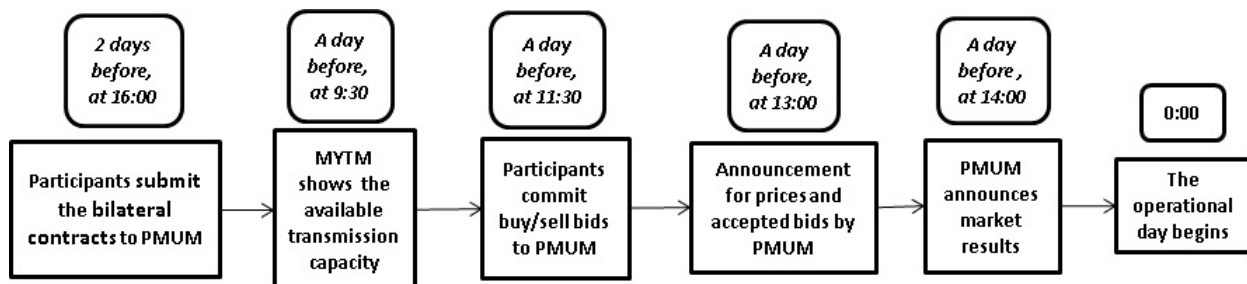 2 days
before,
at 16:00
A day
before,
at 9:30
A day
before,
at 11:30
A day
before,
at 13:00
A day
before ,
at 14:00
0:00
Participants submit
the bilateral
contracts to PMUM
MYTM
shows the
available
transmission
capacity
Participants
commit
buy/sell bids
to PMUM
Announcement
for prices and
accepted bids by
PMUM
PMUM
announces
market
results
The
operational
day begins